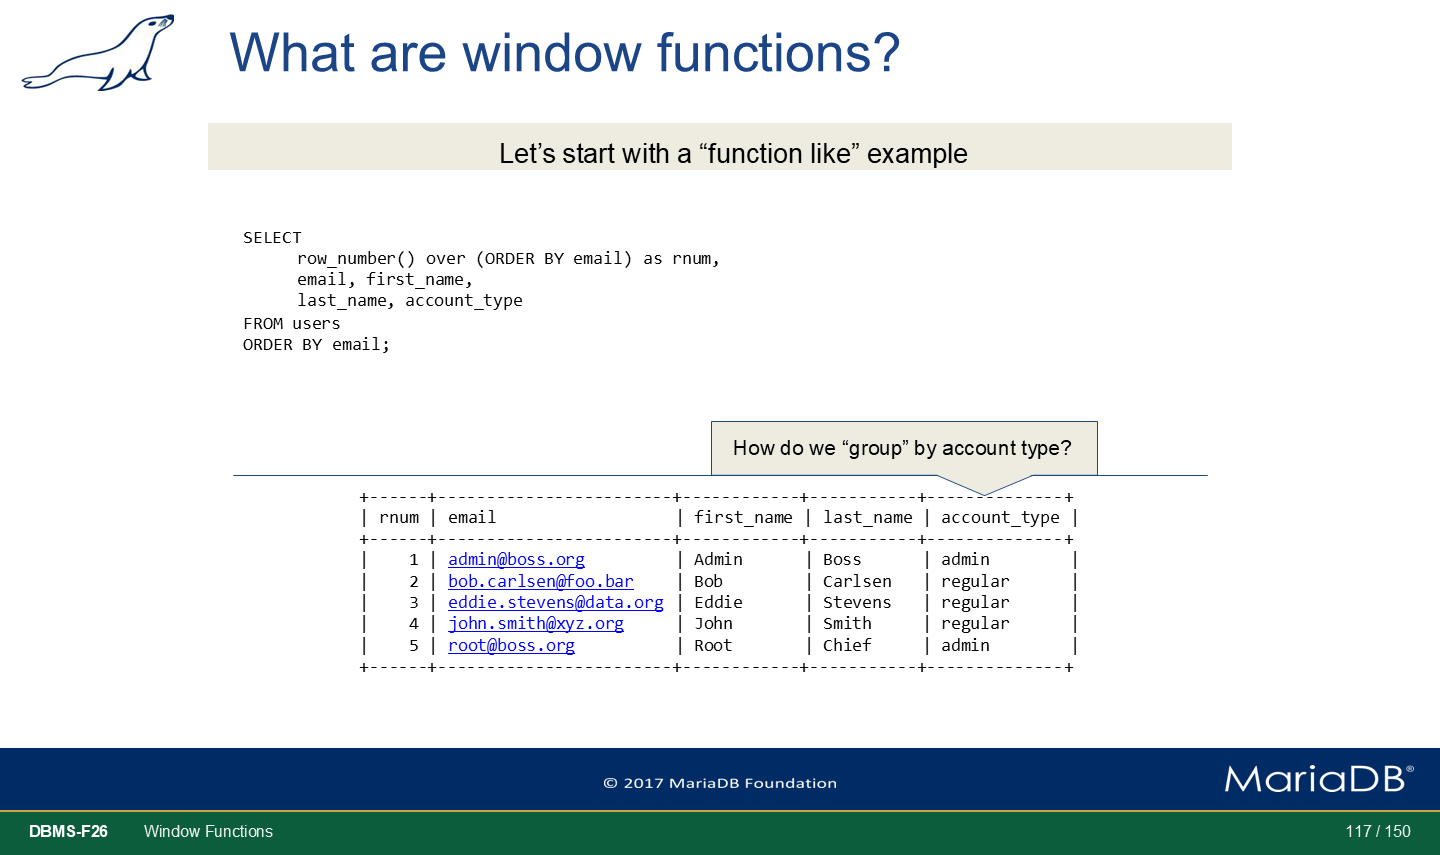 What are window functions?
Let’s start with a “function like” example
SELECT
row_number() over (ORDER BY email) as rnum,
email, first_name,
last_name, account_type
FROM users
ORDER BY email;
How do we “group” by account type?
+------+------------------------+------------+-----------+--------------+
| rnum | email                  | first_name | last_name | account_type |
+------+------------------------+------------+-----------+--------------+
|    1 | admin@boss.org         | Admin      | Boss      | admin        |
|    2 | bob.carlsen@foo.bar    | Bob        | Carlsen   | regular      |
|    3 | eddie.stevens@data.org | Eddie      | Stevens   | regular      |
|    4 | john.smith@xyz.org     | John       | Smith     | regular      |
|    5 | root@boss.org          | Root       | Chief     | admin        |
+------+------------------------+------------+-----------+--------------+
© 2017 MariaDB Foundation
MariaDB®
DBMS-F26 Window Functions 117 / 150